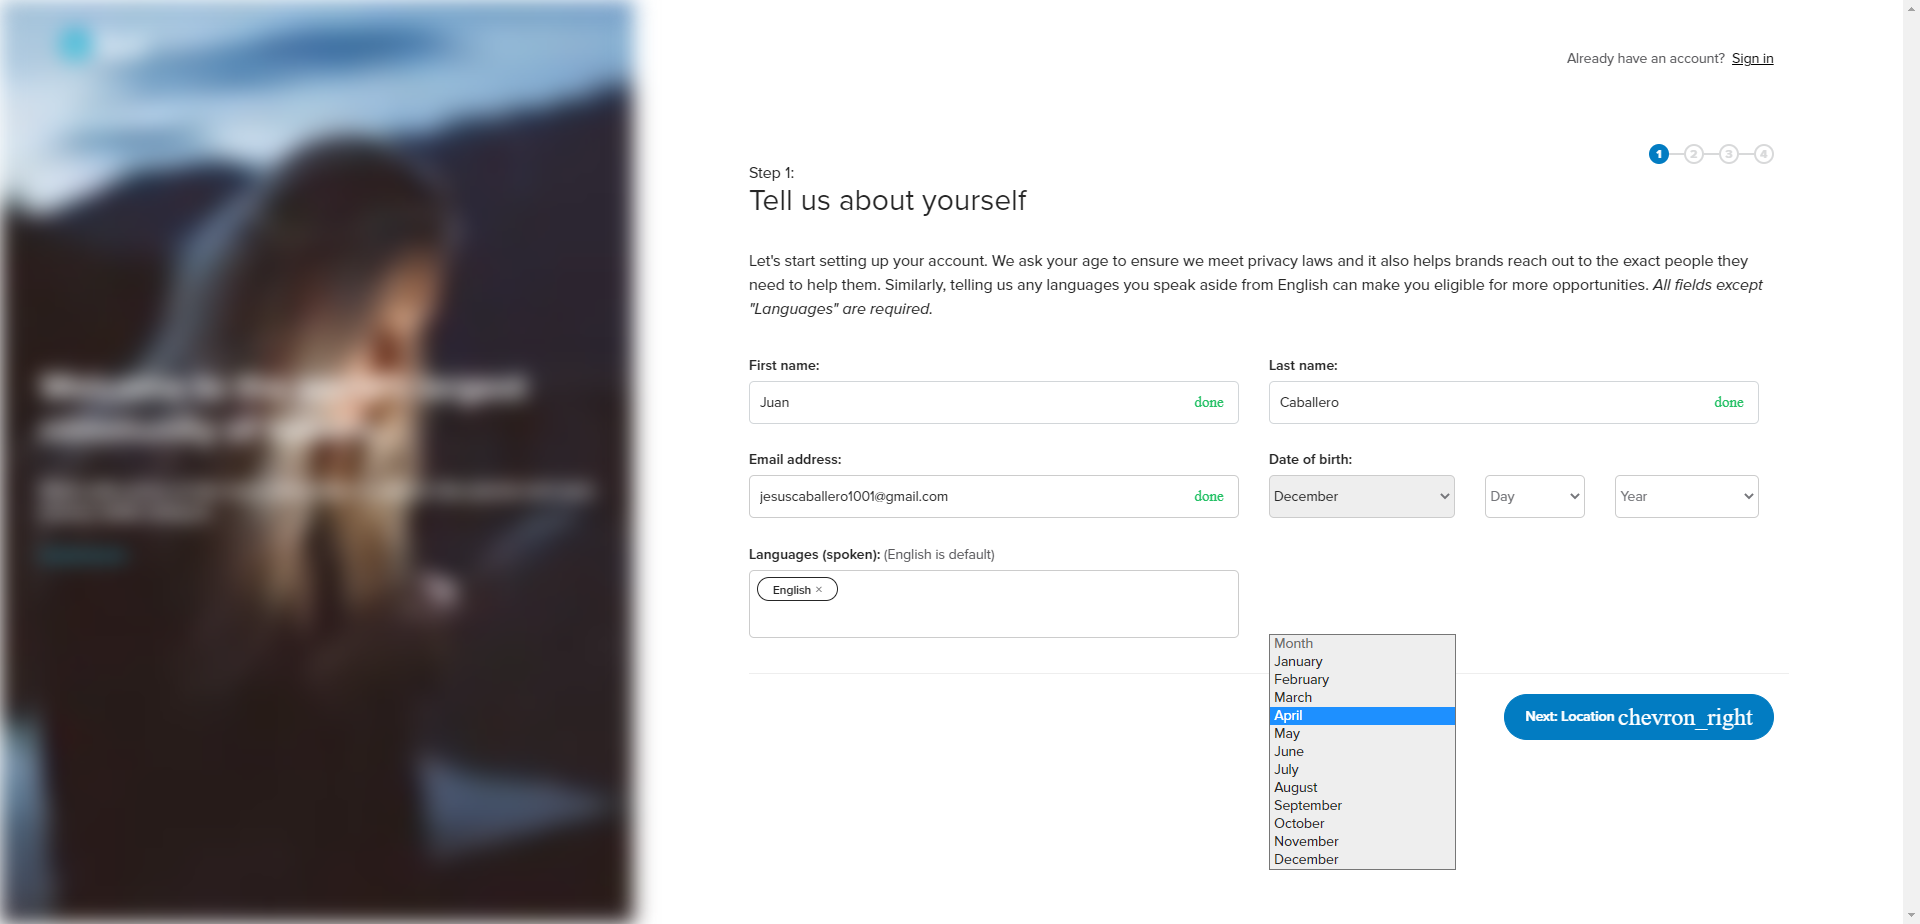 Already have an account? Sign in
1 2 3 4
Step 1:
Tell us about yourself
Let's start setting up your account. We ask your age to ensure we meet privacy laws and it also helps brands reach out to the exact people they
need to help them. Similarly, telling us any languages you speak aside from English can make you eligible for more opportunities. All fields except
"Languages" are required.
First name:
Last name:
Juan done
Caballero done
Email address:
Date of birth:
jesuscaballero1001@gmail.com done
December Day Year
Languages (spoken): (English is default)
English ×
Month
January
February
March
April
May
June
July
August
September
October
November
December
Next: Location chevron_right